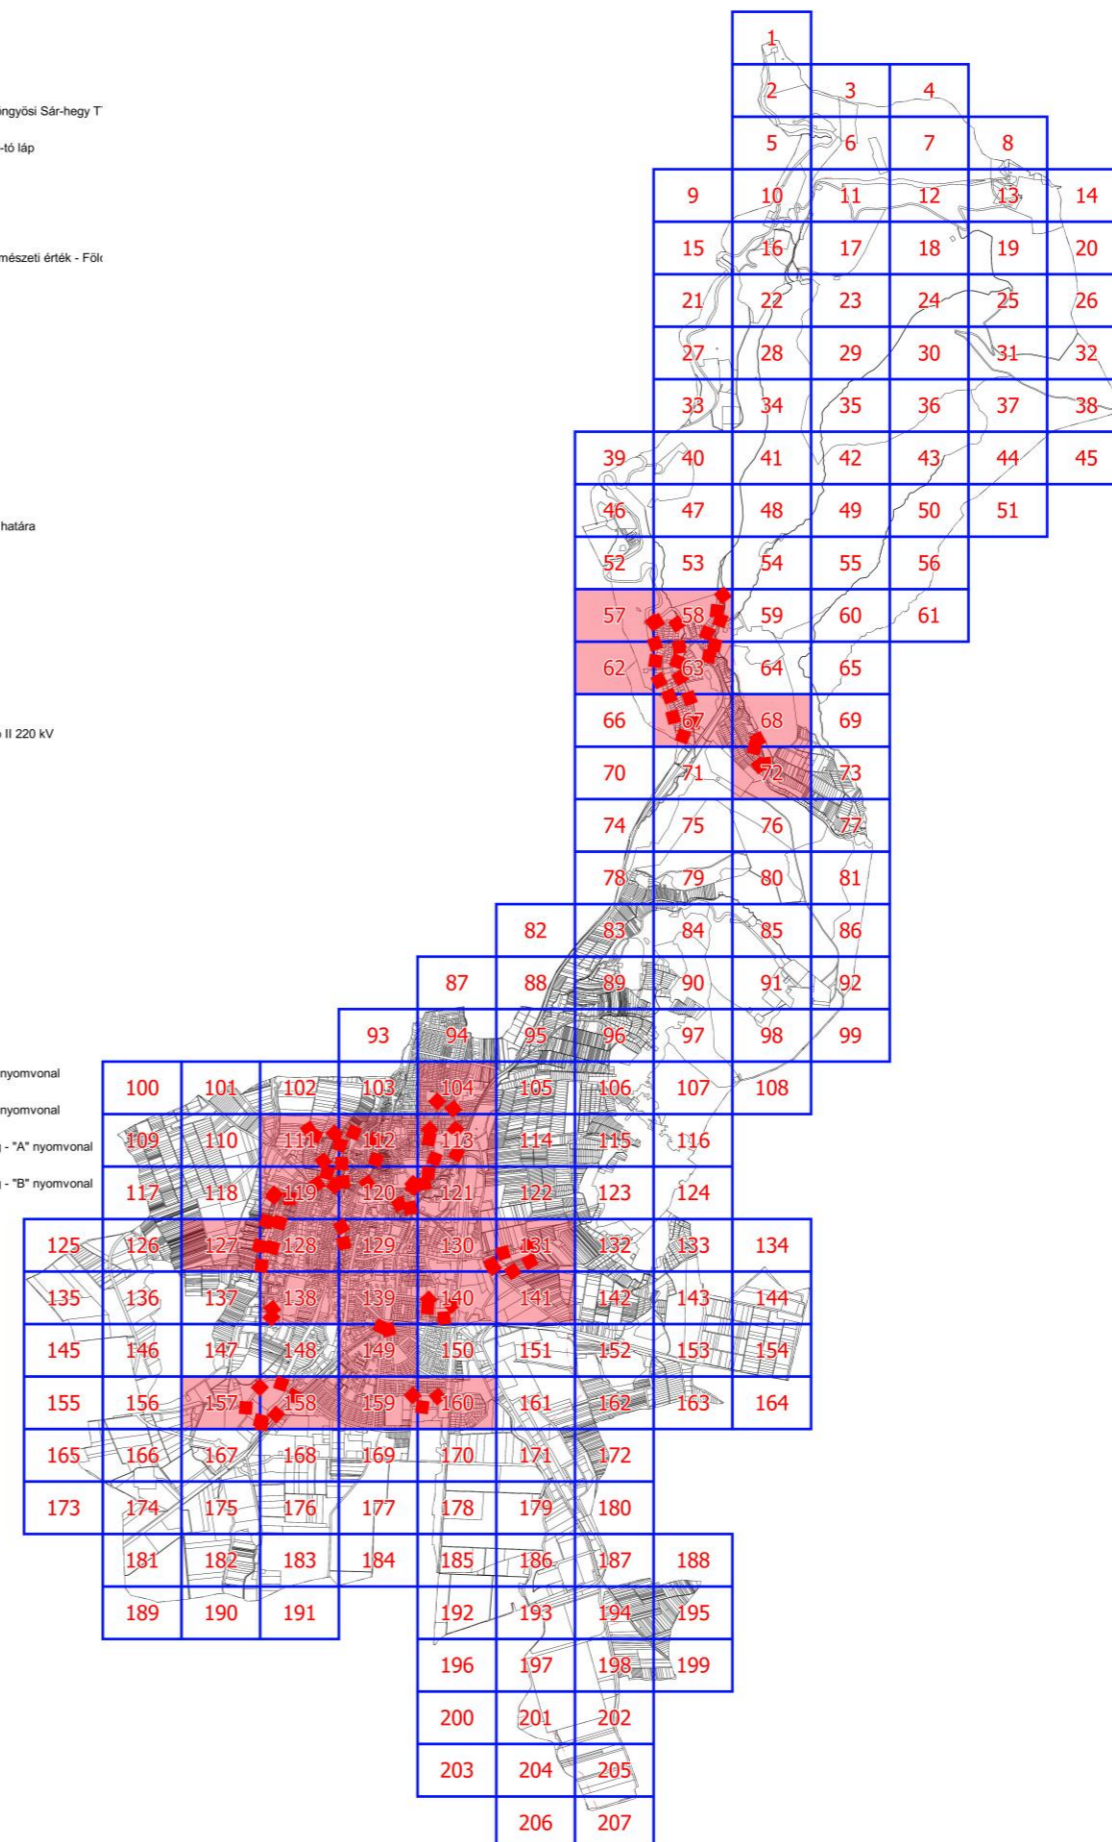 1
2 3 4
öngyösi Sár-hegy T
5 6 7 8
-tó láp
9 10 11 12 13 14
15 16 17 18 19 20
mészeti érték -
21 22 23 24 25 26
27 28 29 30 31 32
33 34 35 36 37 38
39 40 41 42 43 44 45
46 47 48 49 50 51
határa
52 53 54 55 56
57 58 59 60 61
62 63 64 65
66 67 68 69
II 220 kV
70 71 72 73
74 75 76 77
78 79 80 81
82 83 84 85 86
87 88 89 90 91 92
93 94 95 96 97 98 99
nyomvonal
100 101 102 103 104 105 106 107 108
nyomvonal
109 110 111 112 113 114 115 116
- "A" nyomvonal
- "B" nyomvonal
117 118 119 120 121 122 123 124
125 126 127 128 129 130 131 132 133 134
135 136 137 138 139 140 141 142 143 144
145 146 147 148 149 150 151 152 153 154
155 156 157 158 159 160 161 162 163 164
165 166 167 168 169 170 171 172
173 174 175 176 177 178 179 180
181 182 183 184 185 186 187 188
189 190 191 192 193 194 195
196 197 198 199
200 201 202
203 204 205
206 207